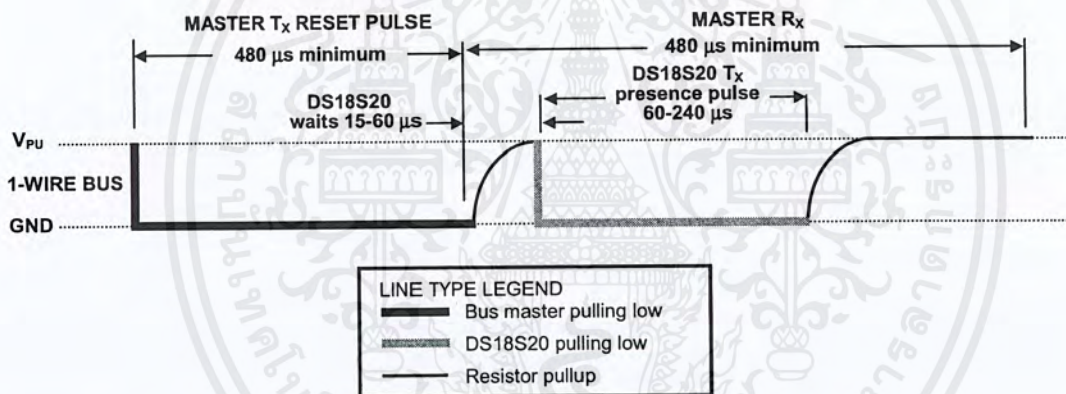 MASTER TX RESET PULSE
480 µs minimum
MASTER RX
480 µs minimum
DS18S20
waits 15-60 µs
DS18S20 TX
presence pulse
60-240 µs
VPU
1-WIRE BUS
GND
LINE TYPE LEGEND
Bus master pulling low
DS18S20 pulling low
Resistor pullup